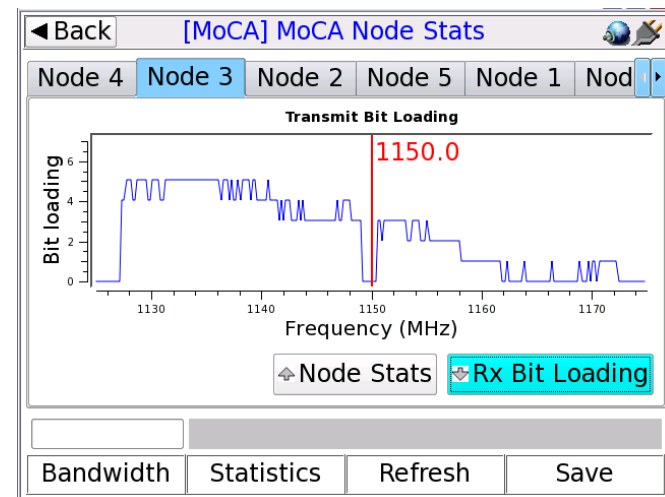 Back [MoCA] MoCA Node Stats
Node 4 Node 3 Node 2 Node 5 Node 1 Nod
Transmit Bit Loading
1150.0
Bit loading
6
4
2
0
1130 1140 1150 1160 1170
Frequency (MHz)
Node Stats Rx Bit Loading
Bandwidth Statistics Refresh Save